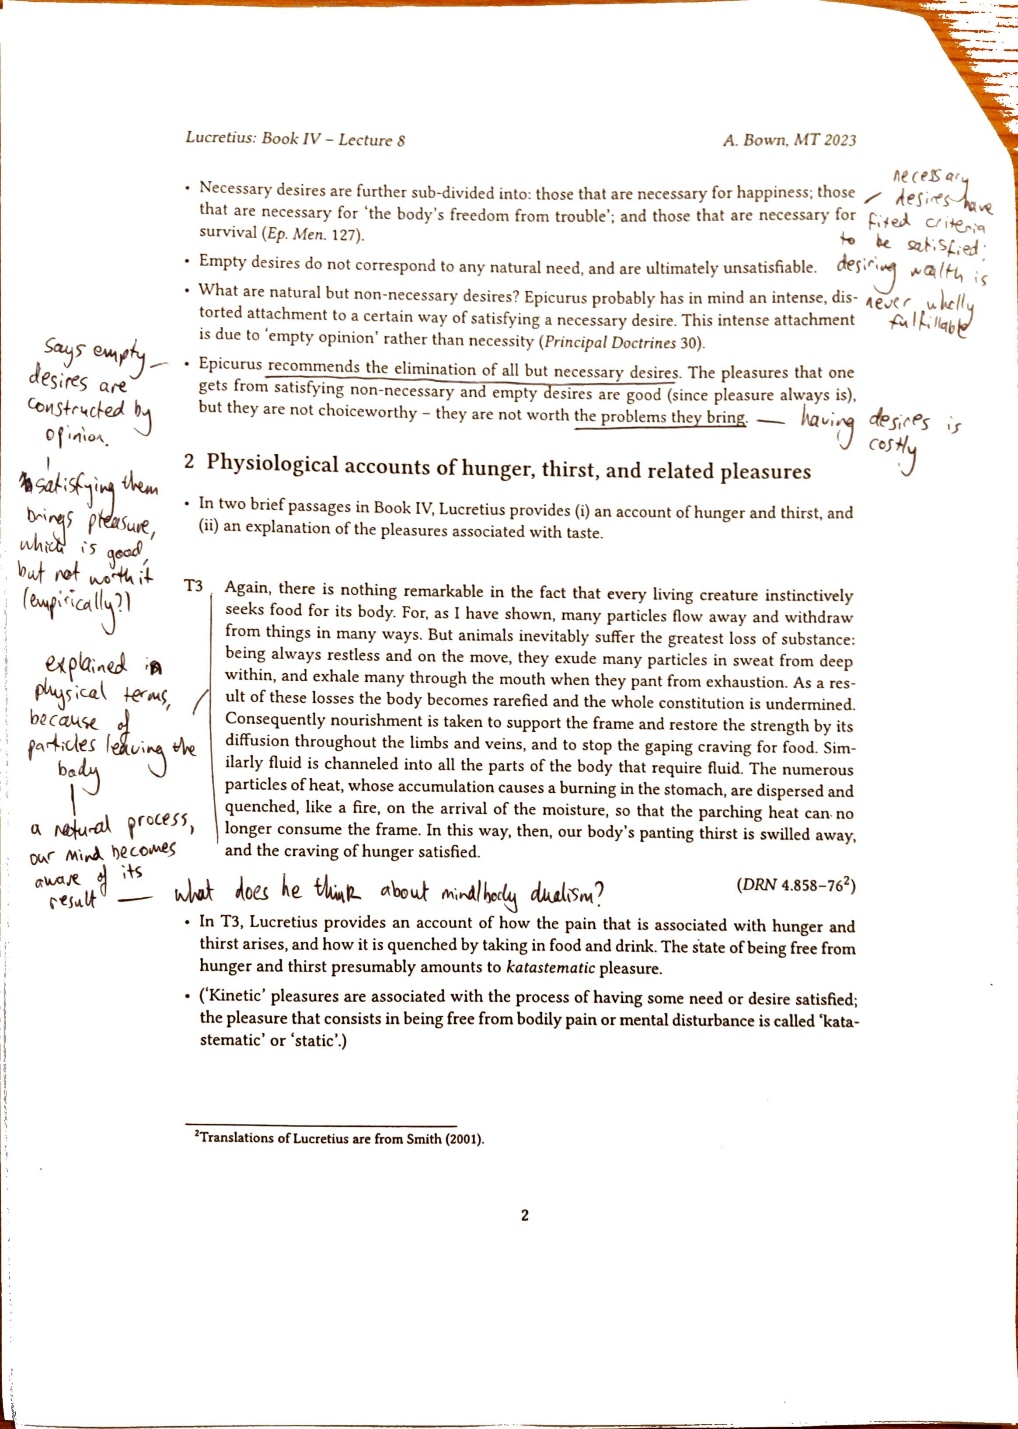 Lucretius: Book IV – Lecture 8
A. Bown, MT 2023
• Necessary desires are further sub-divided into: those that are necessary for happiness; those
that are necessary for ‘the body’s freedom from trouble’; and those that are necessary for
survival (Ep. Men. 127).
• Empty desires do not correspond to any natural need, and are ultimately unsatisfiable.
• What are natural but non-necessary desires? Epicurus probably has in mind an intense, dis-
torted attachment to a certain way of satisfying a necessary desire. This intense attachment
is due to ‘empty opinion’ rather than necessity (Principal Doctrines 30).
• Epicurus recommends the elimination of all but necessary desires. The pleasures that one
gets from satisfying non-necessary and empty desires are good (since pleasure always is),
but they are not choiceworthy – they are not worth the problems they bring.
necessary
desires have
fixed criteria
to be satisfied;
desiring wealth is
never wholly
fulfillable
having desires is
costly
says empty
desires are
constructed by
opinion.
satisfying them
brings pleasure,
which is good,
but not worth it
(empirically?)
2 Physiological accounts of hunger, thirst, and related pleasures
• In two brief passages in Book IV, Lucretius provides (i) an account of hunger and thirst, and
(ii) an explanation of the pleasures associated with taste.
T3 Again, there is nothing remarkable in the fact that every living creature instinctively
seeks food for its body. For, as I have shown, many particles flow away and withdraw
from things in many ways. But animals inevitably suffer the greatest loss of substance:
being always restless and on the move, they exude many particles in sweat from deep
within, and exhale many through the mouth when they pant from exhaustion. As a res-
ult of these losses the body becomes rarefied and the whole constitution is undermined.
Consequently nourishment is taken to support the frame and restore the strength by its
diffusion throughout the limbs and veins, and to stop the gaping craving for food. Sim-
ilarly fluid is channeled into all the parts of the body that require fluid. The numerous
particles of heat, whose accumulation causes a burning in the stomach, are dispersed and
quenched, like a fire, on the arrival of the moisture, so that the parching heat can no
longer consume the frame. In this way, then, our body’s panting thirst is swilled away,
and the craving of hunger satisfied.
(DRN 4.858–76²)
explained in
physical terms,
because of
particles leaving the
body
a natural process,
our mind becomes
aware of its
result
what does he think about mind/body dualism?
• In T3, Lucretius provides an account of how the pain that is associated with hunger and
thirst arises, and how it is quenched by taking in food and drink. The state of being free from
hunger and thirst presumably amounts to katastematic pleasure.
• (‘Kinetic’ pleasures are associated with the process of having some need or desire satisfied;
the pleasure that consists in being free from bodily pain or mental disturbance is called ‘kata-
stematic’ or ‘static’.)
²Translations of Lucretius are from Smith (2001).
2